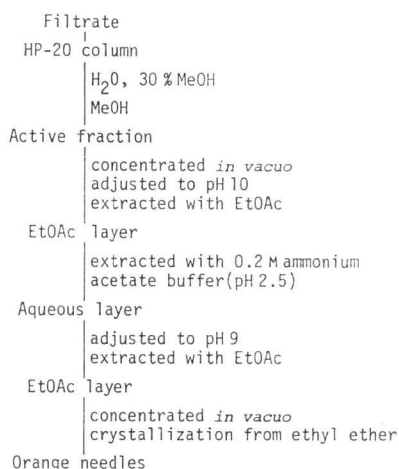 Filtrate
HP-20 column
H₂O, 30 % MeOH
MeOH
Active fraction
concentrated in vacuo
adjusted to pH 10
extracted with EtOAc
EtOAc layer
extracted with 0.2 M ammonium
acetate buffer(pH 2.5)
Aqueous layer
adjusted to pH 9
extracted with EtOAc
EtOAc layer
concentrated in vacuo
crystallization from ethyl ether
Orange needles